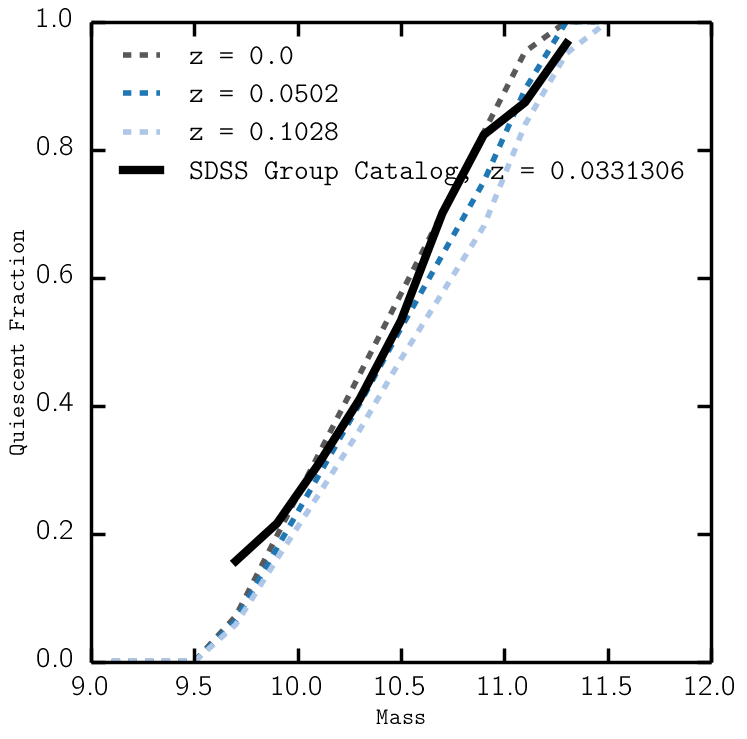 1.0
0.8
0.6
0.4
0.2
0.0
Quiescent Fraction
z = 0.0
z = 0.0502
z = 0.1028
SDSS Group Catalog, z = 0.0331306
9.0 9.5 10.0 10.5 11.0 11.5 12.0
Mass